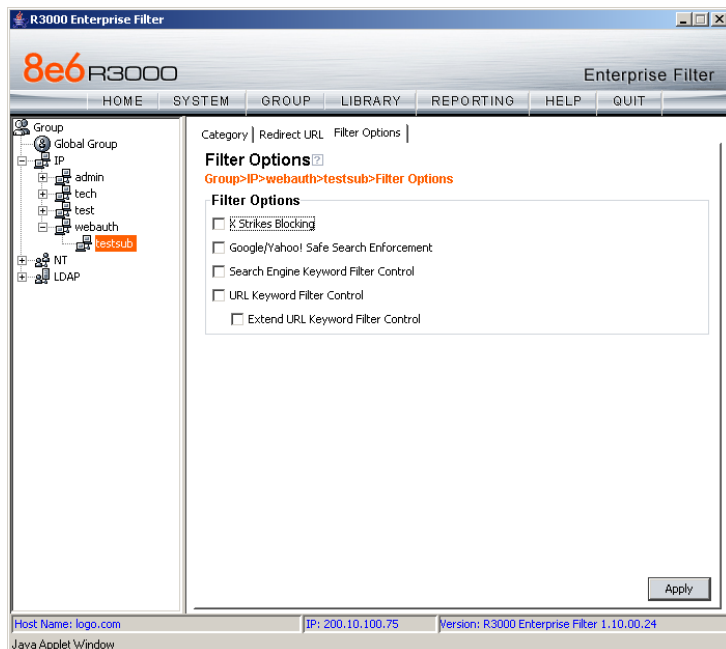 R3000 Enterprise Filter
8e6 R3000
Enterprise Filter
HOME SYSTEM GROUP LIBRARY REPORTING HELP QUIT
Group
Global Group
IP
admin
tech
test
webauth
testsub
NT
LDAP
Category Redirect URL Filter Options
Filter Options ?
Group>IP>webauth>testsub>Filter Options
Filter Options
X Strikes Blocking
Google/Yahoo! Safe Search Enforcement
Search Engine Keyword Filter Control
URL Keyword Filter Control
Extend URL Keyword Filter Control
Apply
Host Name: logo.com IP: 200.10.100.75 Version: R3000 Enterprise Filter 1.10.00.24
Java Applet Window